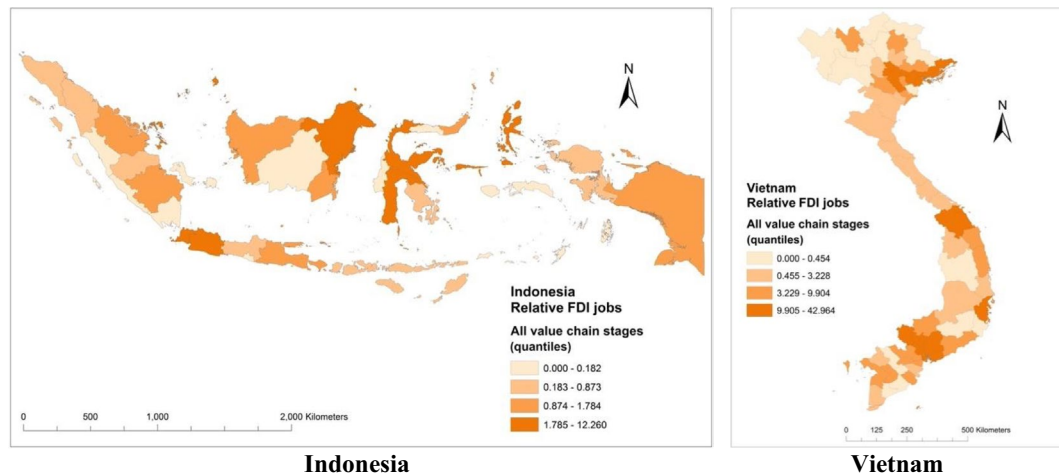 N
Indonesia
Relative FDI jobs
All value chain stages
(quantiles)
0.000 - 0.182
0.183 - 0.873
0.874 - 1.784
1.785 - 12.260
0 500 1,000 2,000 Kilometers
Indonesia
N
Vietnam
Relative FDI jobs
All value chain stages
(quantiles)
0.000 - 0.454
0.455 - 3.228
3.229 - 9.904
9.905 - 42.964
0 125 250 500 Kilometers
Vietnam